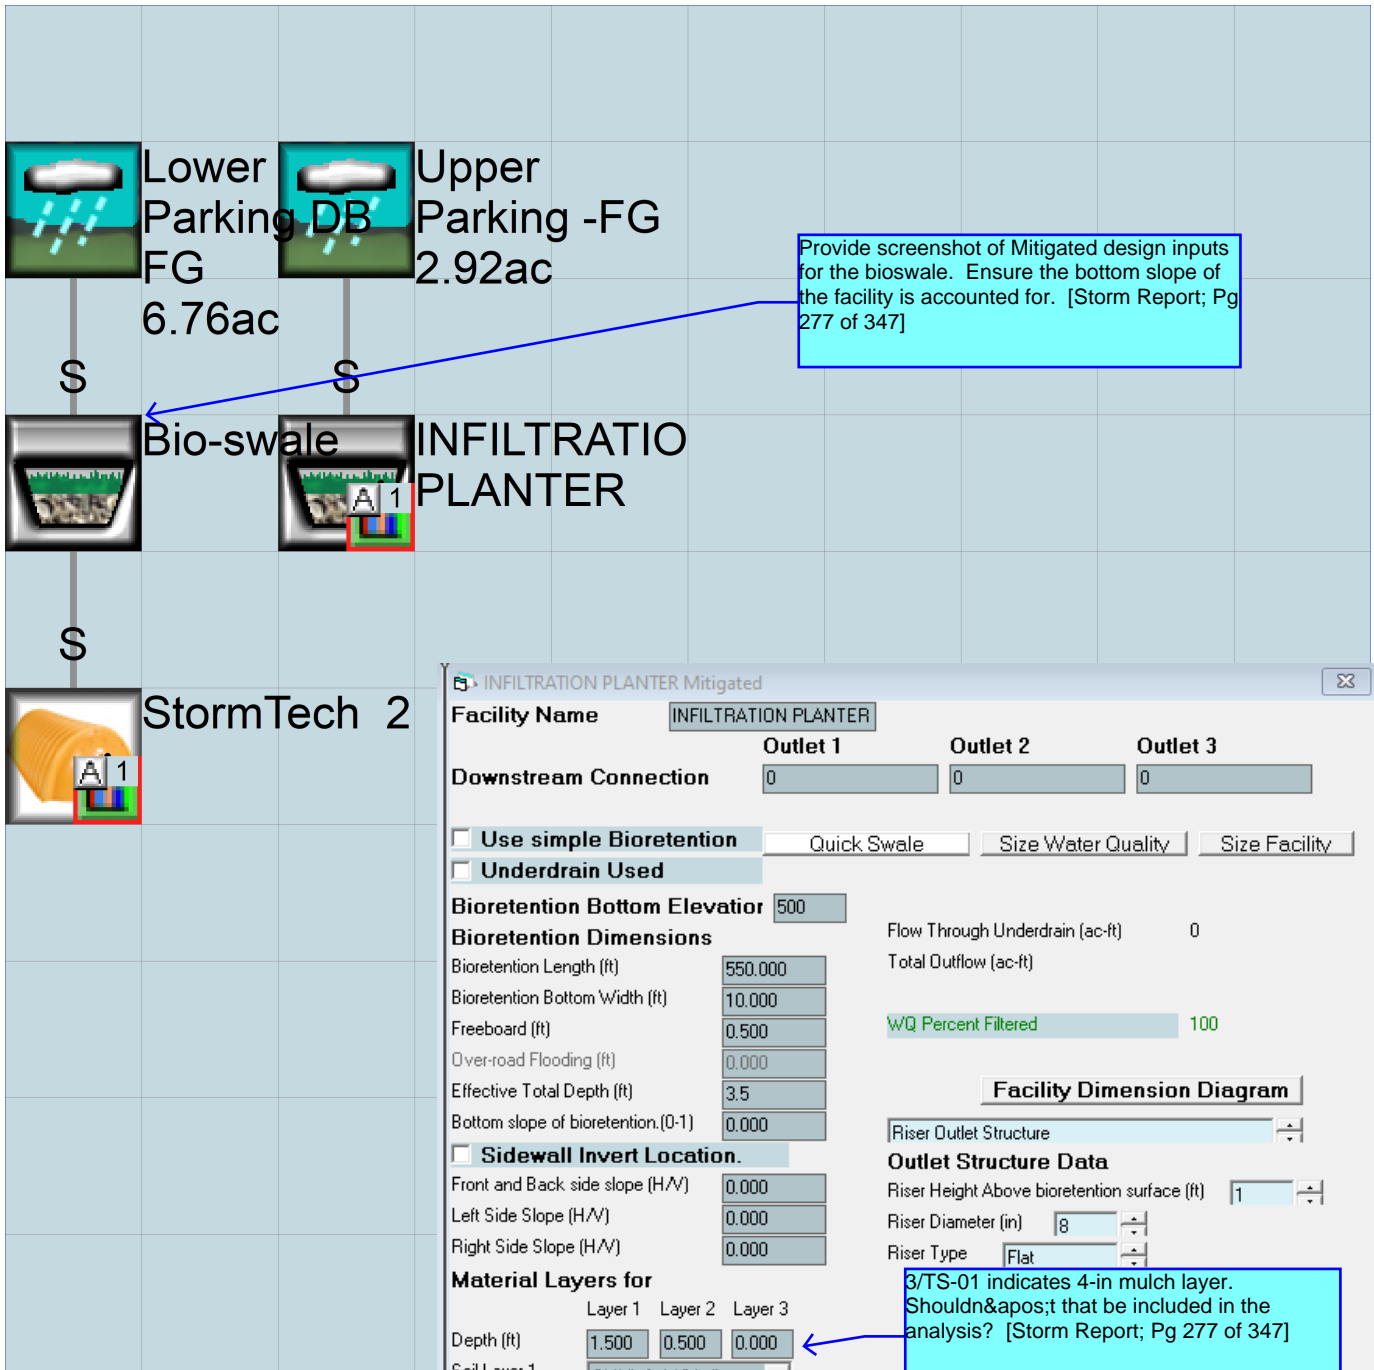 Lower
Parking DB
FG
6.76ac
Upper
Parking -FG
2.92ac
Provide screenshot of Mitigated design inputs
for the bioswale.  Ensure the bottom slope of
the facility is accounted for.  [Storm Report; Pg
277 of 347]
S
S
Bio-swale
INFILTRATIO
PLANTER
A 1
S
StormTech  2
A 1
INFILTRATION PLANTER Mitigated
Facility Name INFILTRATION PLANTER
Outlet 1 Outlet 2 Outlet 3
Downstream Connection 0 0 0
Use simple Bioretention Quick Swale Size Water Quality Size Facility
Underdrain Used
Bioretention Bottom Elevation 500
Bioretention Dimensions
Flow Through Underdrain (ac-ft) 0
Total Outflow (ac-ft)
Bioretention Length (ft) 550.000
Bioretention Bottom Width (ft) 10.000
Freeboard (ft) 0.500
WQ Percent Filtered 100
Over-road Flooding (ft) 0.000
Effective Total Depth (ft) 3.5
Facility Dimension Diagram
Bottom slope of bioretention.(0-1) 0.000
Riser Outlet Structure
Sidewall Invert Location.
Outlet Structure Data
Front and Back side slope (H/V) 0.000
Riser Height Above bioretention surface (ft) 1
Left Side Slope (H/V) 0.000
Riser Diameter (in) 8
Right Side Slope (H/V) 0.000
Riser Type Flat
Material Layers for
Layer 1 Layer 2 Layer 3
Depth (ft) 1.500 0.500 0.000
Soil Layer 1
3/TS-01 indicates 4-in mulch layer.
Shouldn&apos;t that be included in the
analysis?  [Storm Report; Pg 277 of 347]